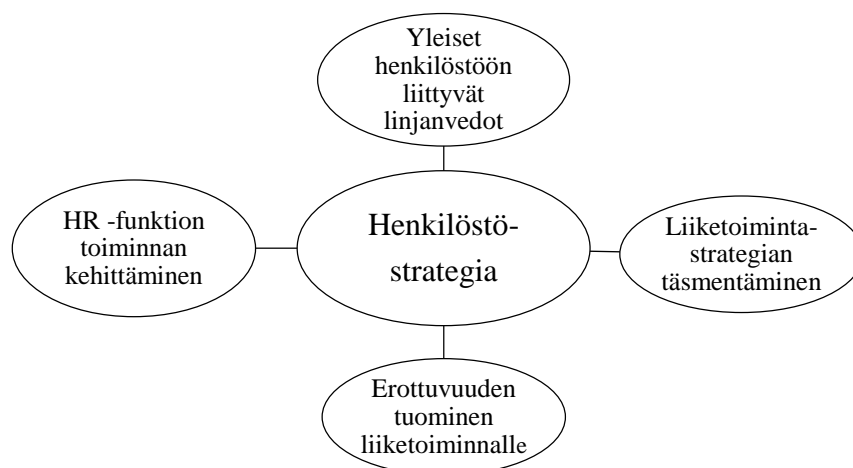 Yleiset
henkilöstöön
liittyvät
linjanvedot
HR -funktion
toiminnan
kehittäminen
Henkilöstö-
strategia
Liiketoiminta-
strategian
täsmentäminen
Erottuvuuden
tuominen
liiketoiminnalle